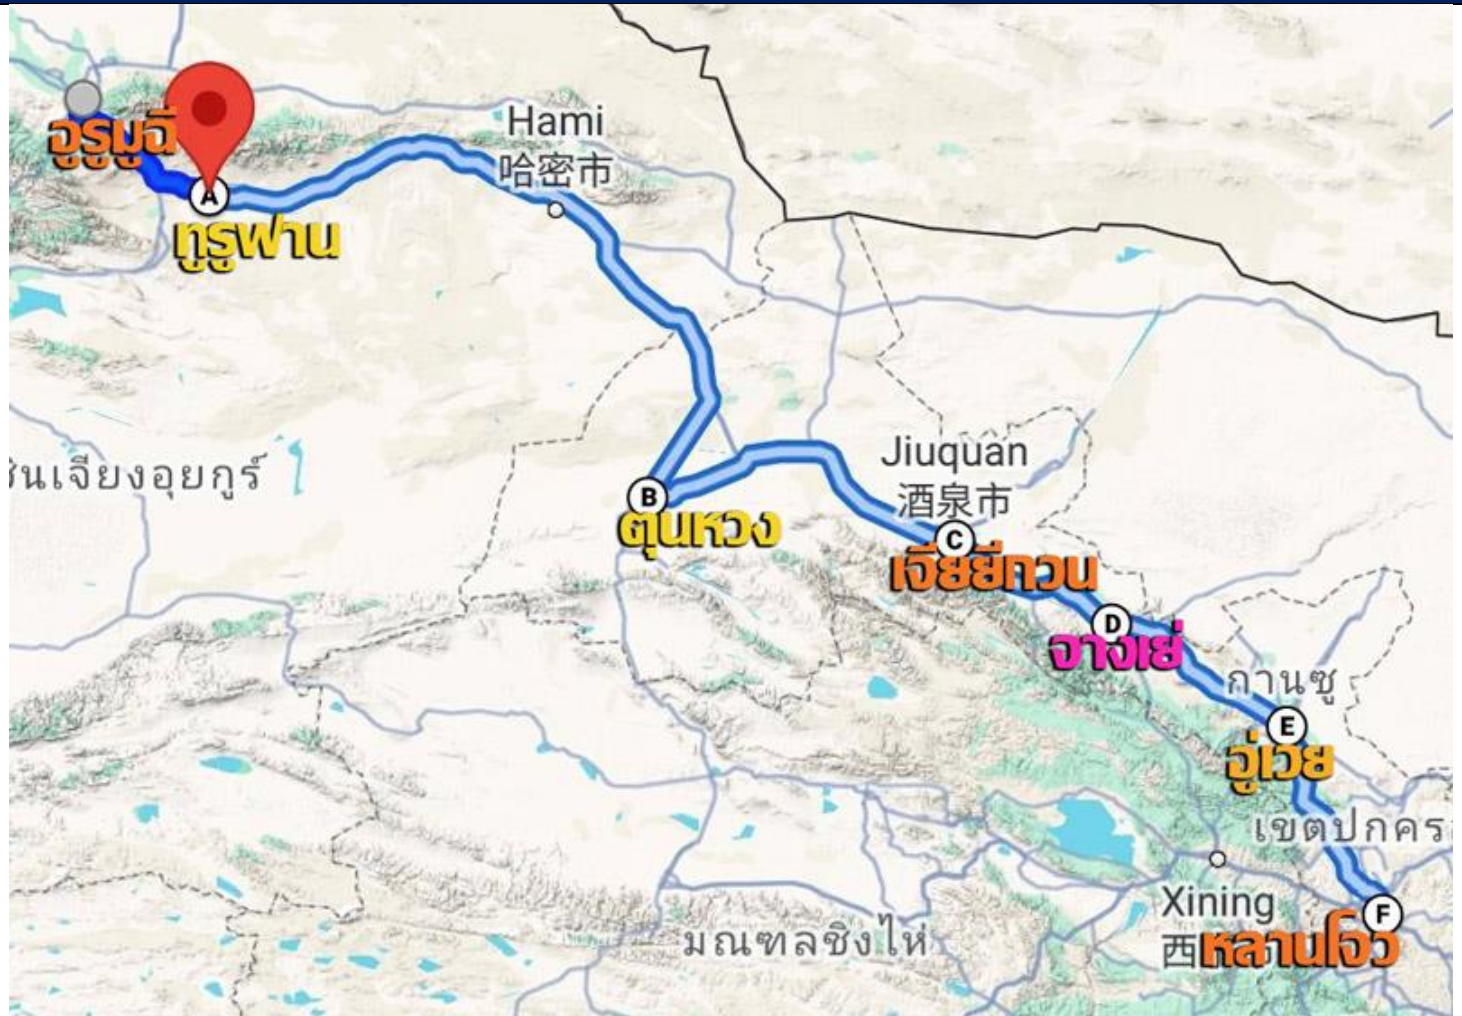 อูรูมูฉี
A
ทูรูฟาน
Hami
哈密市
ซินเจียงอุยกูร์
B
ตุนหวง
Jiuquan
酒泉市
C
เจียยีกวน
D
จางเย่
กานซู
E
อู่เวย
เขตปกคร
F
Xining
西
หลานโจว
มณฑลชิงไห่